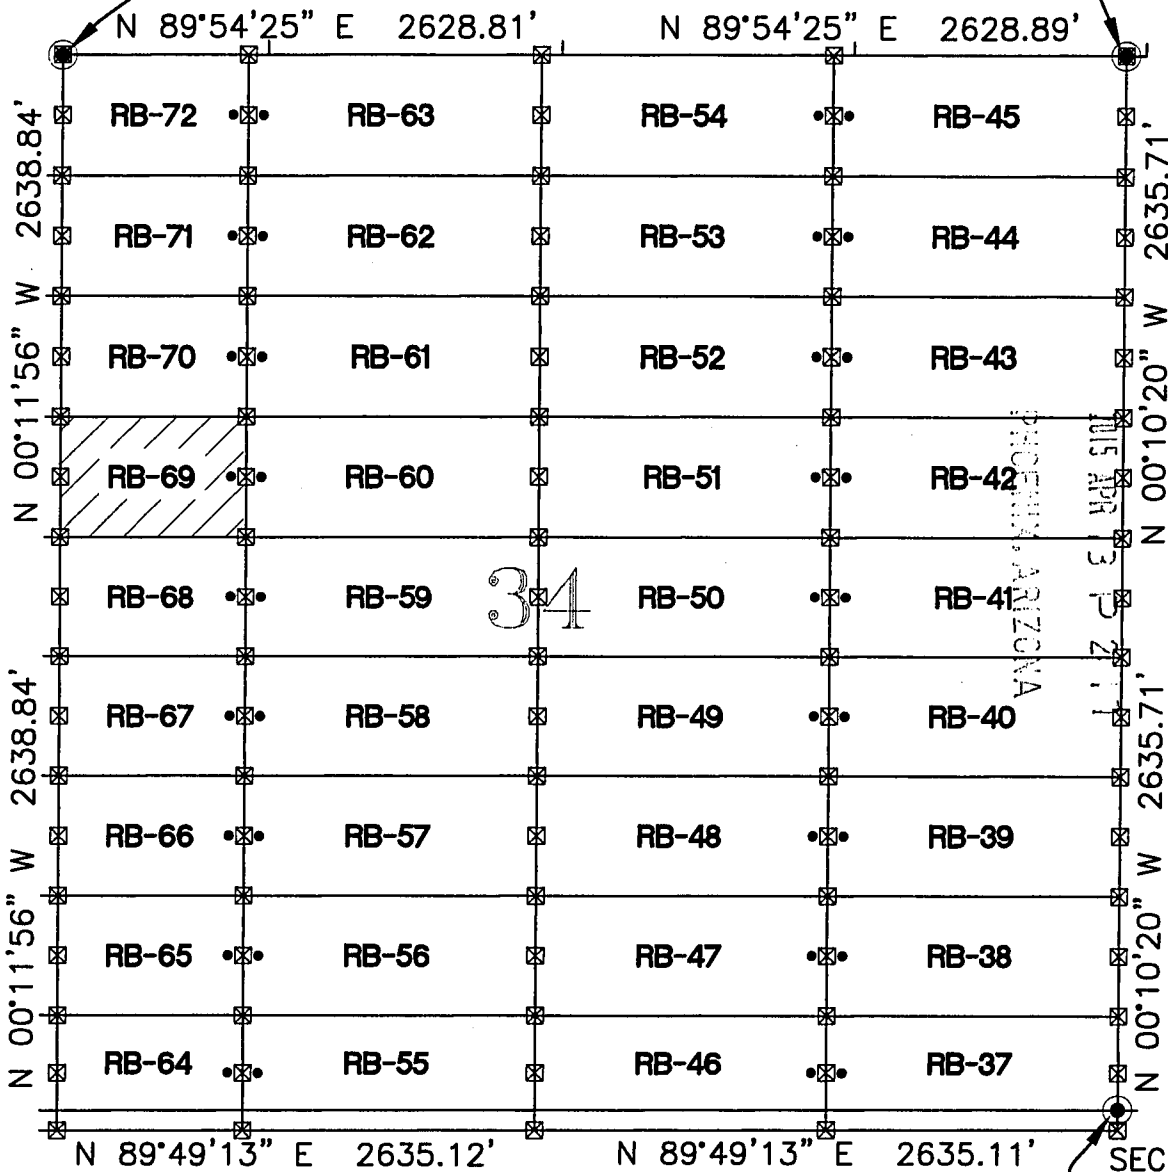 N 89°54'25" E 2628.81' N 89°54'25" E 2628.89'
RB-72 RB-63 RB-54 RB-45
RB-71 RB-62 RB-53 RB-44
RB-70 RB-61 RB-52 RB-43
RB-69 RB-60 RB-51 RB-42
RB-68 RB-59 34 RB-50 RB-41
RB-67 RB-58 RB-49 RB-40
RB-66 RB-57 RB-48 RB-39
RB-65 RB-56 RB-47 RB-38
RB-64 RB-55 RB-46 RB-37
N 89°49'13" E 2635.12' N 89°49'13" E 2635.11' SEC
N 00°11'56" W 2638.84'
N 00°11'56" W 2638.84'
N 00°10'20" W 2635.71'
N 00°10'20" W 2635.71'
APR
PHOENIX, ARIZONA